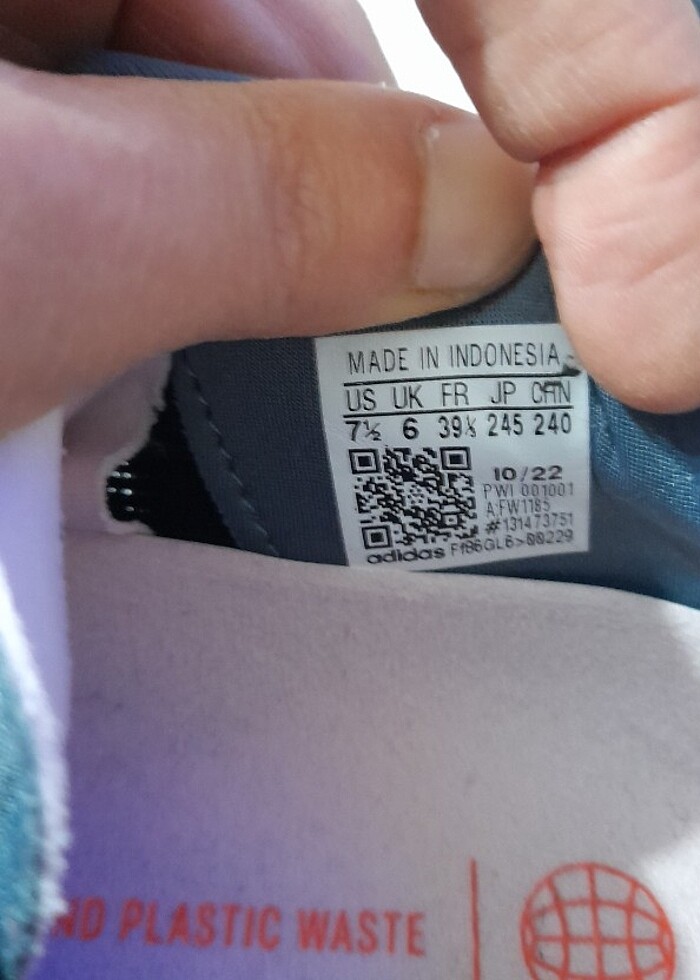 MADE IN INDONESIA
US UK FR JP CHN
7½ 6 39⅓ 245 240
10/22
PWI 001001
A:FW1185
#131473751
adidas
PLASTIC WASTE